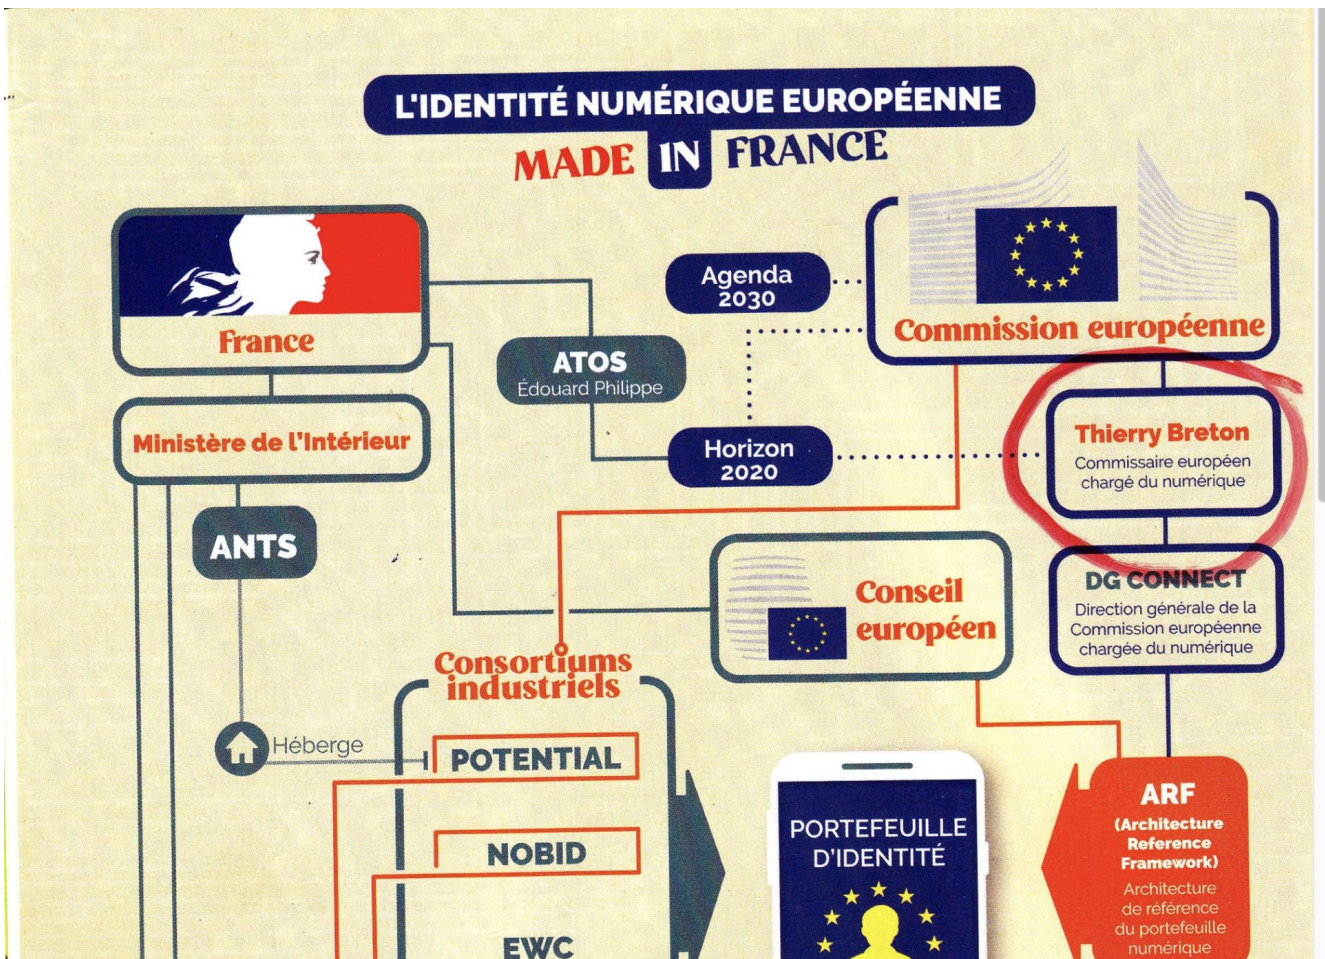 L'IDENTITÉ NUMÉRIQUE EUROPÉENNE
MADE IN FRANCE
France
Ministère de l'Intérieur
ANTS
Héberge
ATOS
Édouard Philippe
Agenda
2030
Horizon
2020
Commission européenne
Thierry Breton
Commissaire européen
chargé du numérique
DG CONNECT
Direction générale de la
Commission européenne
chargée du numérique
Conseil
européen
Consortiums
industriels
POTENTIAL
NOBID
EWC
PORTEFEUILLE
D'IDENTITÉ
ARF
(Architecture
Reference
Framework)
Architecture
de référence
du portefeuille
numérique